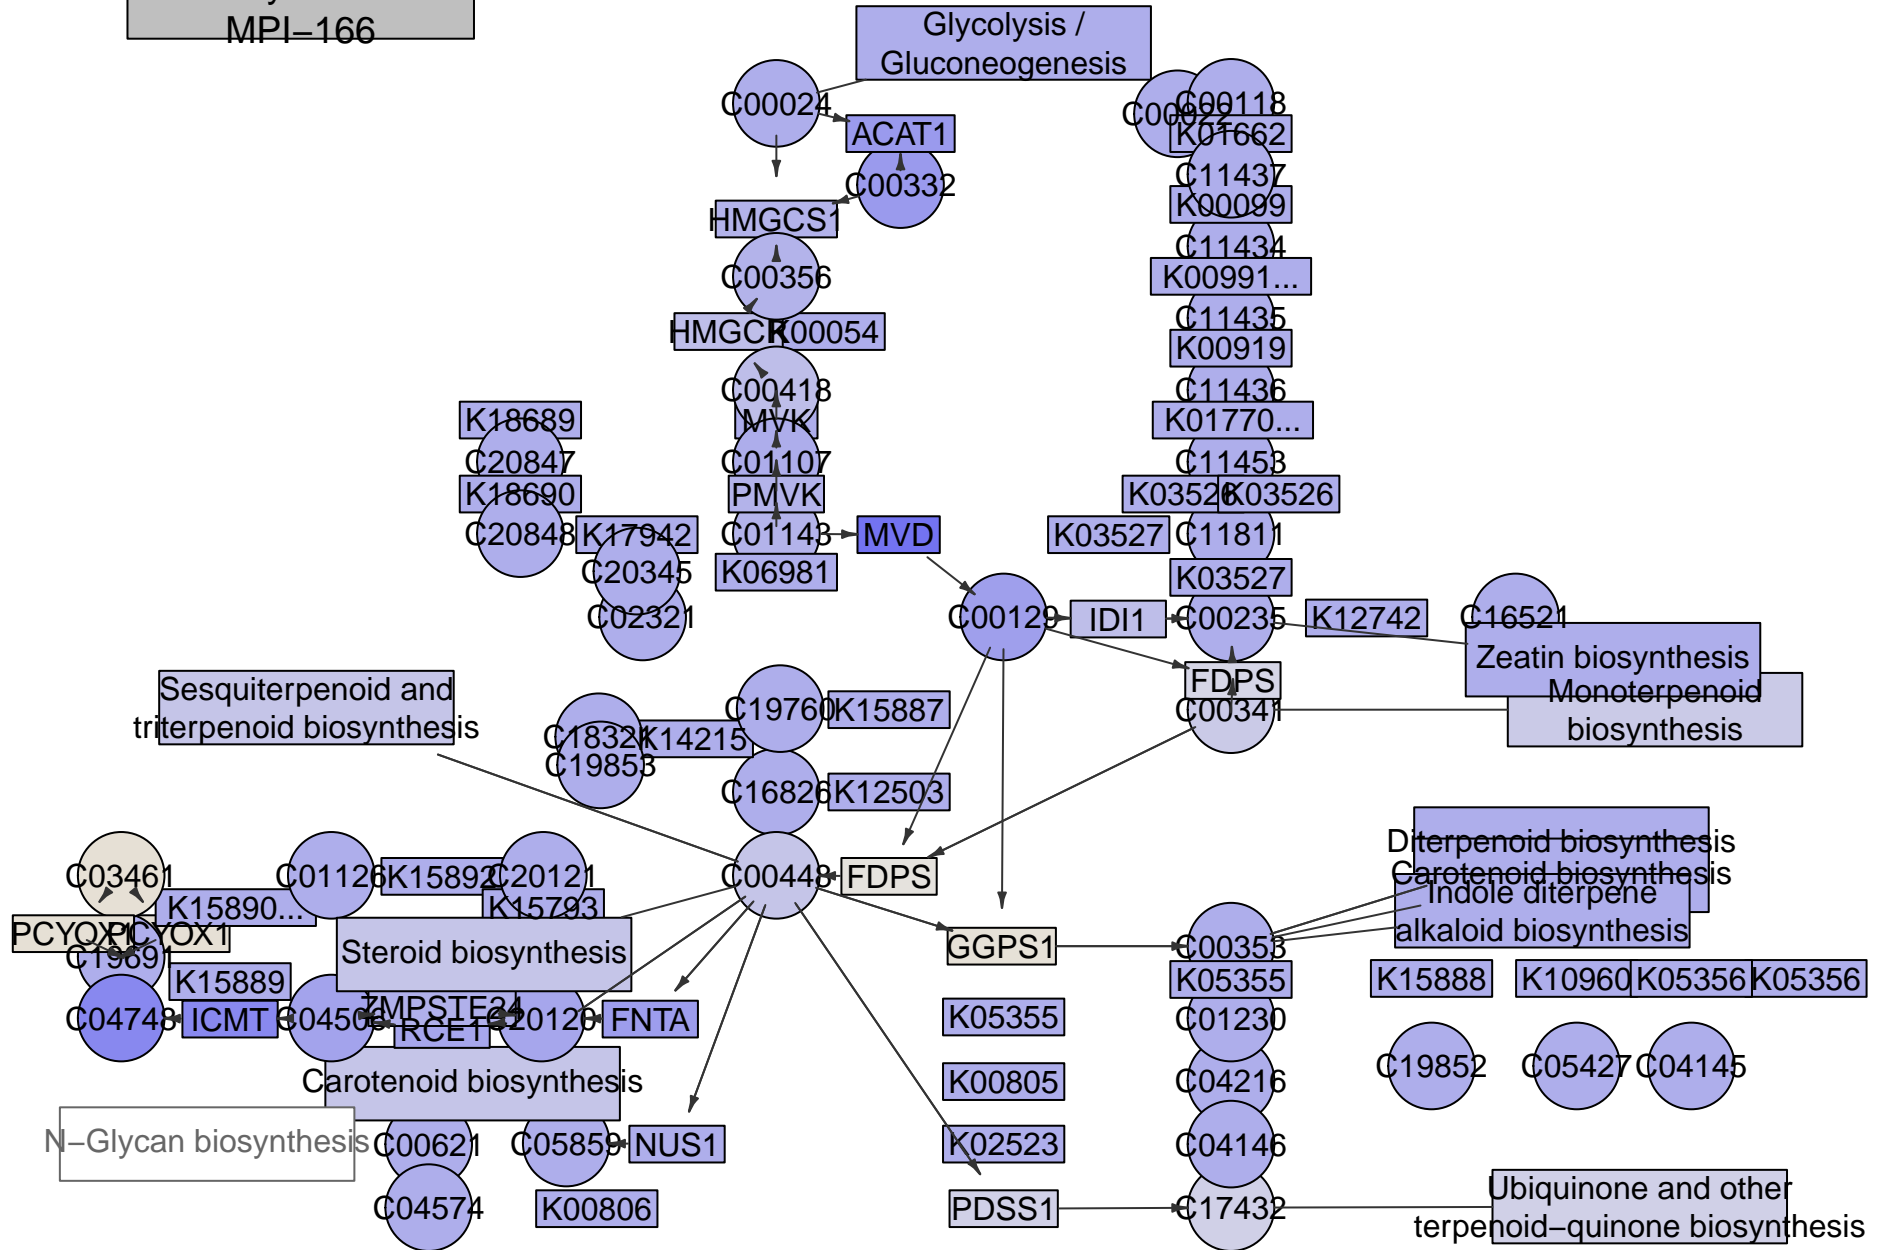 MPI−166
Glycolysis /
Gluconeogenesis
C00024
C00118
C00022
ACAT1
K01662
C11437
C00332
K00099
HMGCS1
C11434
C00356
K00991...
C11435
HMGCR
K00054
K00919
C00418
C11436
K18689
MVK
K01770...
C20847
C01107
C11453
K18690
PMVK
K03526
K03526
C20848
K17942
C01143
MVD
K03527
C11811
C20345
K06981
K03527
C02321
C00129
IDI1
C00235
K12742
C16521
Zeatin biosynthesis
FDPS
Sesquiterpenoid and
triterpenoid biosynthesis
Monoterpenoid
biosynthesis
C19760
K15887
C00341
C18321
K14215
C19853
C16826
K12503
Diterpenoid biosynthesis
Carotenoid biosynthesis
C03461
C01126
K15892
C20121
C00448
FDPS
Indole diterpene
alkaloid biosynthesis
K15890...
K15793
PCYOX1
PCYOX1
C19691
Steroid biosynthesis
GGPS1
C00353
K15889
K05355
K15888
K10960
K05356
K05356
C04748
ICMT
C04506
ZMPSTE24
RCE1
C20120
FNTA
K05355
C01230
Carotenoid biosynthesis
K00805
C04216
C19852
C05427
C04145
N−Glycan biosynthesis
C00621
C05859
NUS1
K02523
C04146
C04574
K00806
PDSS1
C17432
Ubiquinone and other
terpenoid−quinone biosynthesis